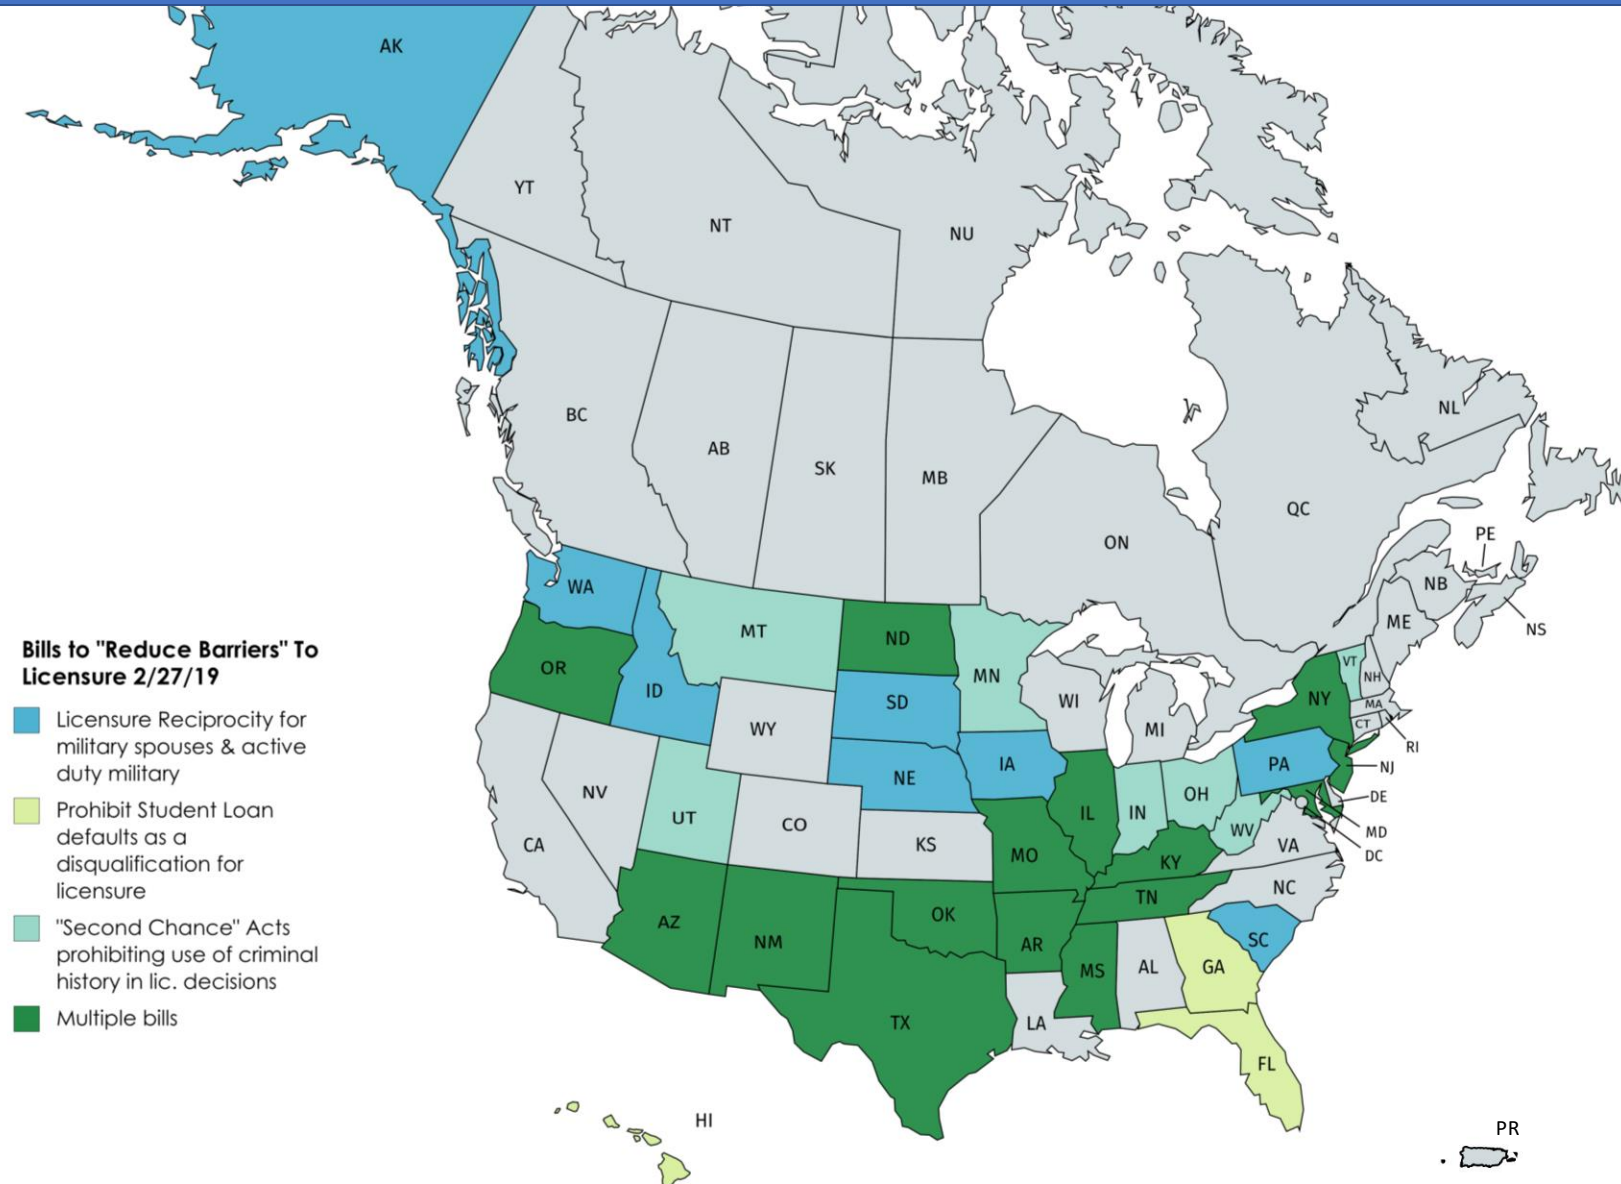 AK
YT
NT
NU
BC
AB
SK
MB
ON
QC
NL
PE
NB
NS
ME
WA
MT
ND
MN
VT
NH
OR
ID
SD
WI
NY
MA
CT
RI
WY
MI
NE
IA
PA
NJ
NV
UT
CO
IL
IN
OH
DE
CA
KS
MO
WV
VA
MD
DC
KY
NC
AZ
NM
OK
AR
TN
SC
MS
AL
GA
TX
LA
FL
HI
PR
Bills to "Reduce Barriers" To
Licensure 2/27/19
Licensure Reciprocity for
military spouses & active
duty military
Prohibit Student Loan
defaults as a
disqualification for
licensure
"Second Chance" Acts
prohibiting use of criminal
history in lic. decisions
Multiple bills